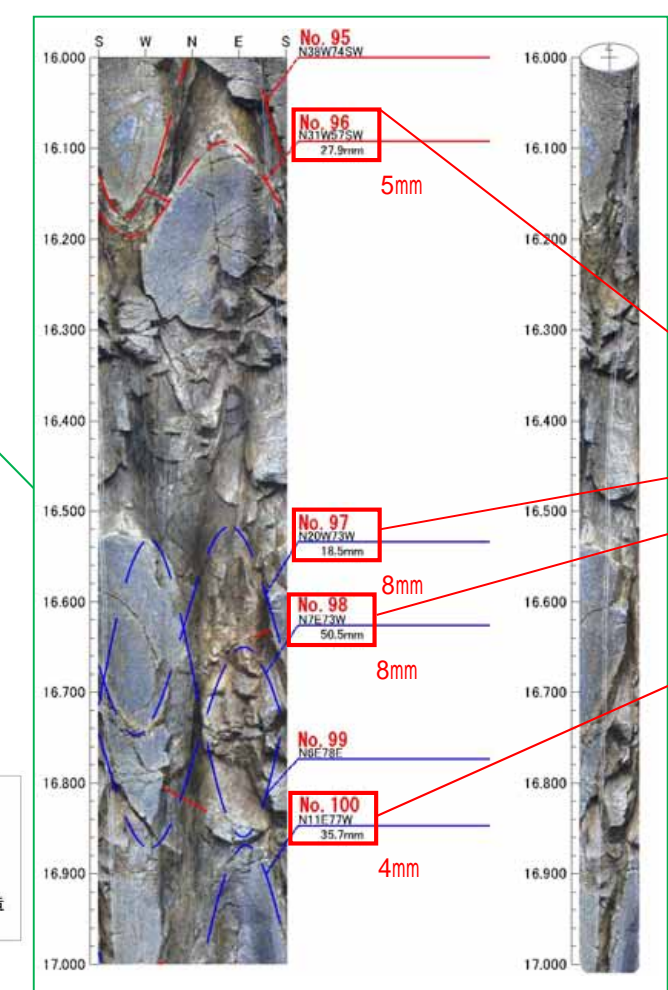 S W N E S
16.000
16.100
16.200
16.300
16.400
16.500
16.600
16.700
16.800
16.900
17.000
No. 95
N38W74SW
No. 96
N31W57SW
27.9mm
5mm
No. 97
N20W73W
18.5mm
8mm
No. 98
N7E73W
50.5mm
8mm
No. 99
N6E78E
No. 100
N11E77W
35.7mm
4mm
16.000
16.100
16.200
16.300
16.400
16.500
16.600
16.700
16.800
16.900
17.000